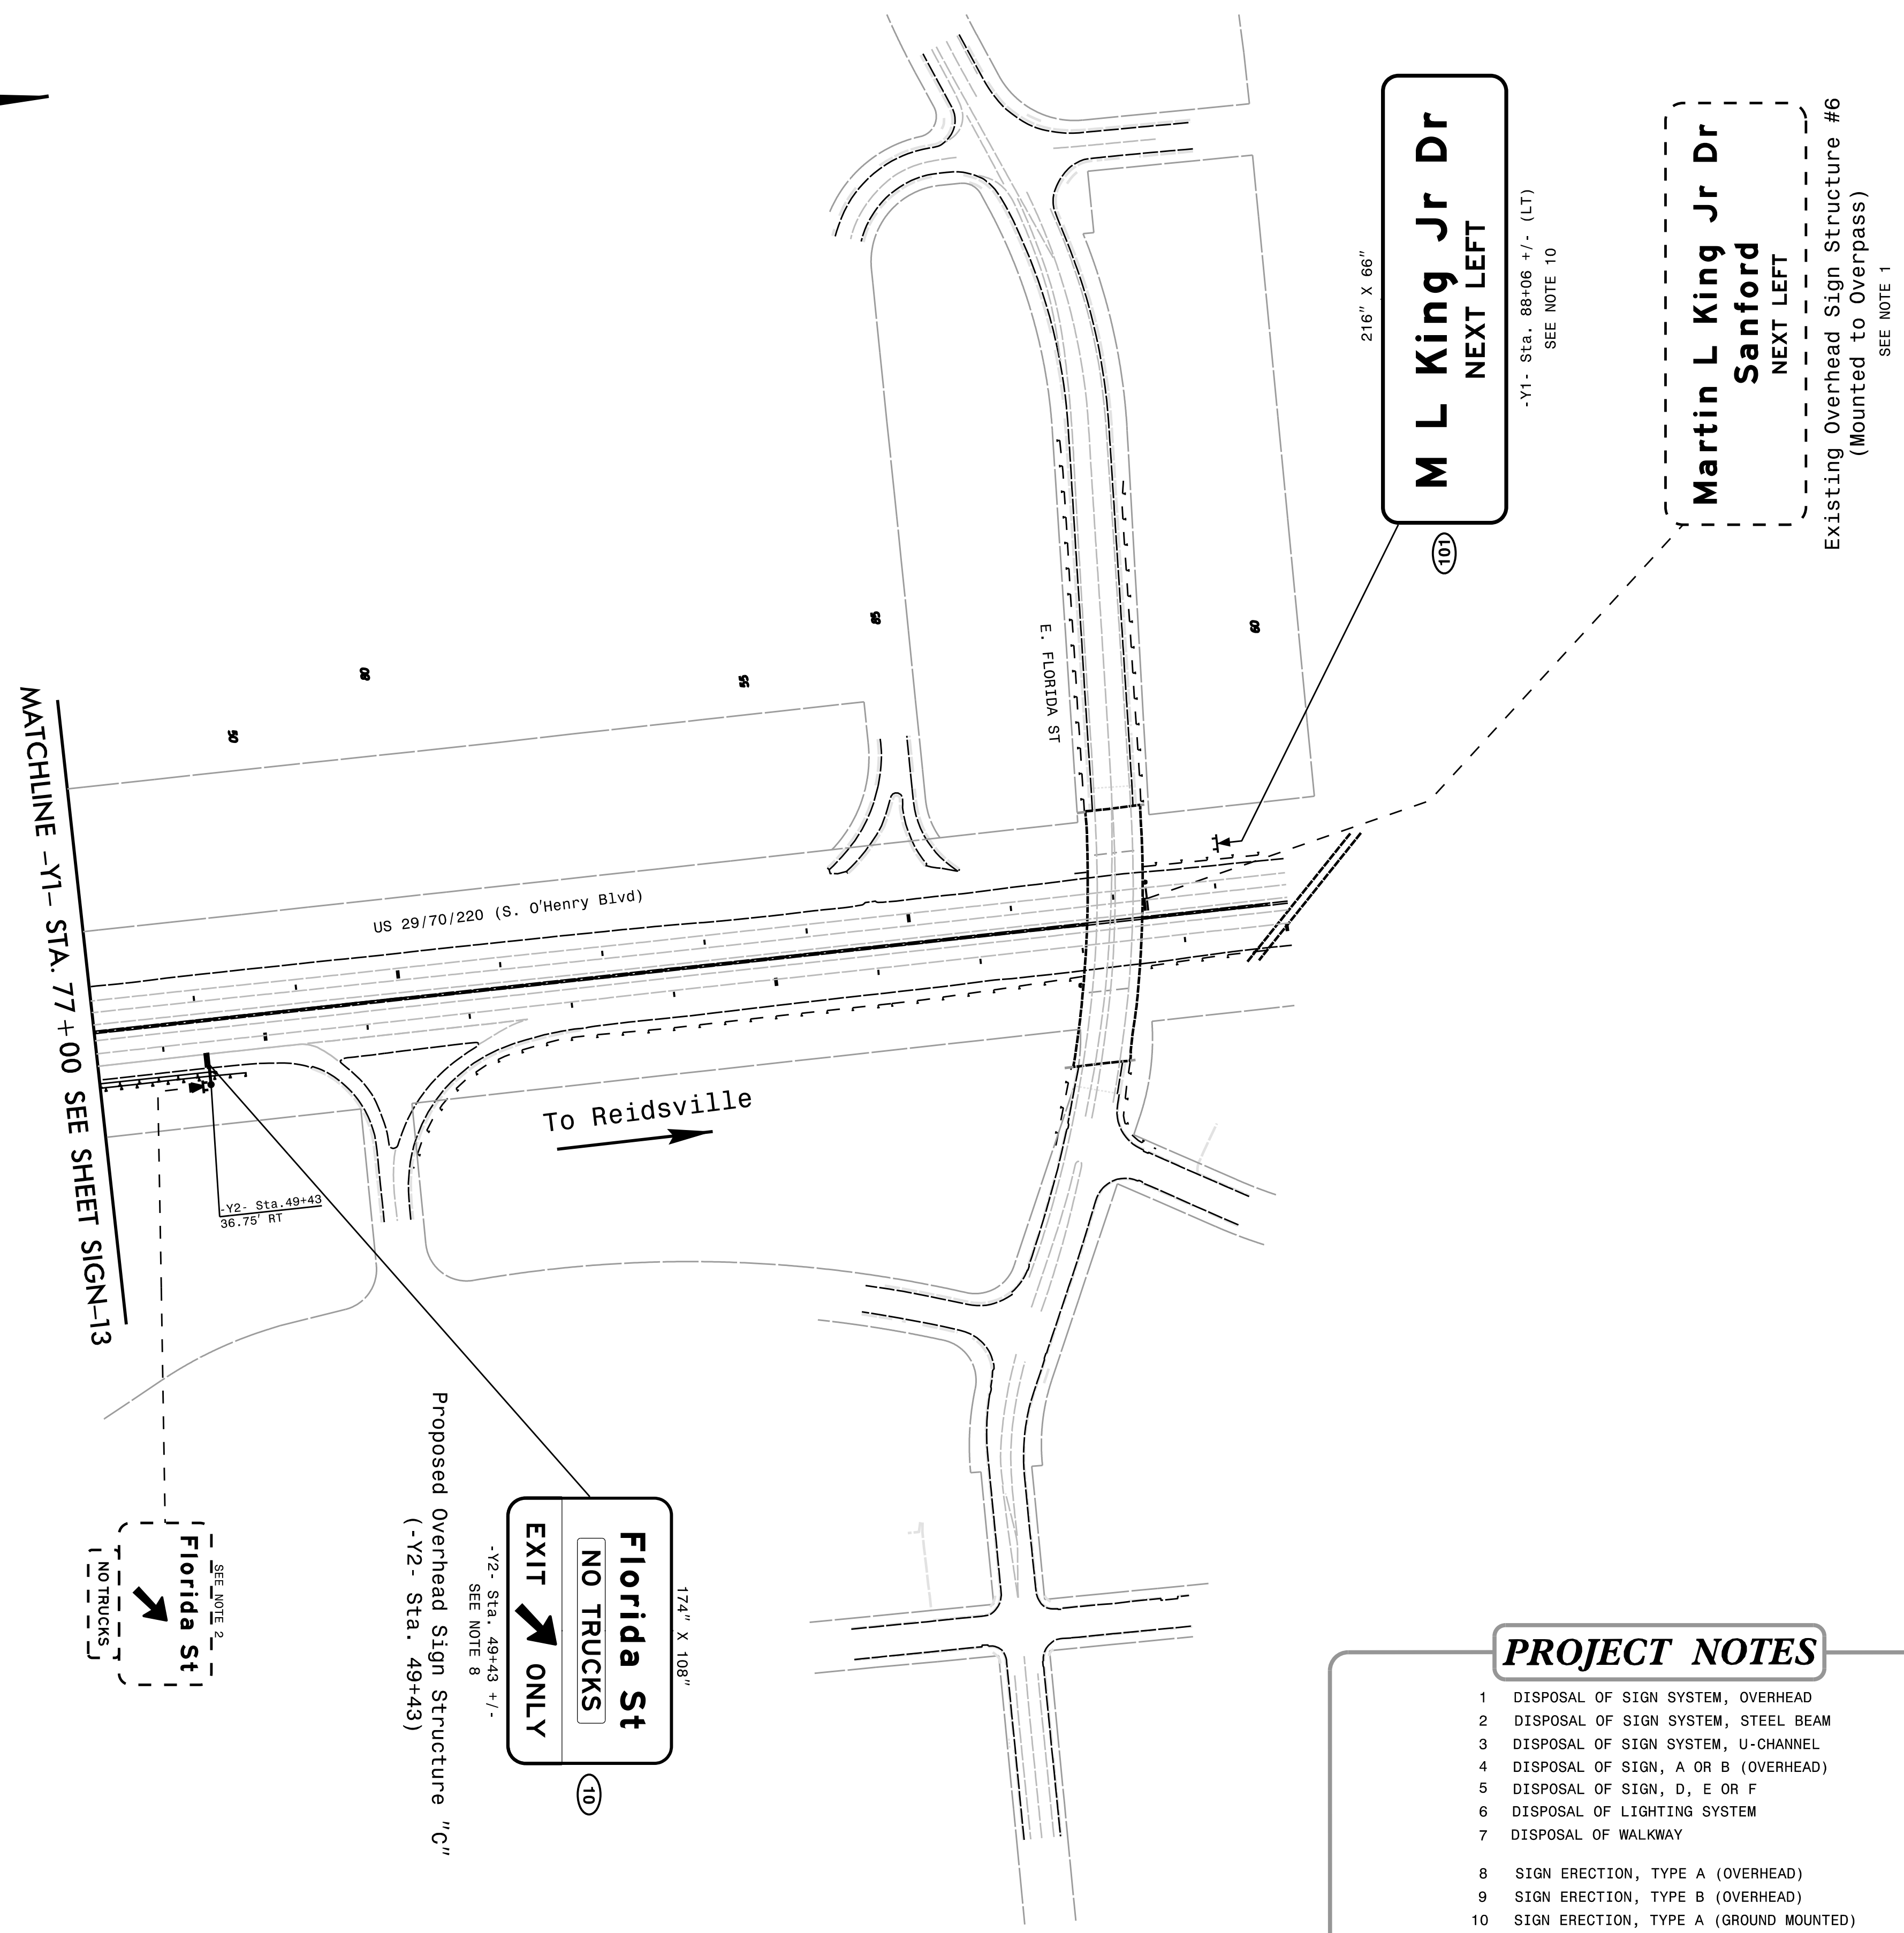 M L King Jr Dr
NEXT LEFT
216" X 66"
-Y1- Sta. 88+06 +/- (LT)
SEE NOTE 10
101
Martin L King Jr Dr
Sanford
NEXT LEFT
Existing Overhead Sign Structure #6
(Mounted to Overpass)
SEE NOTE 1
E. FLORIDA ST
50
80
55
85
60
US 29/70/220 (S. O'Henry Blvd)
MATCHLINE -Y1- STA. 77+00 SEE SHEET SIGN-13
To Reidsville
-Y2- Sta.49+43
36.75' RT
SEE NOTE 2
Florida St
NO TRUCKS
174" X 108"
Florida St
NO TRUCKS
EXIT ONLY
-Y2- Sta. 49+43 +/-
SEE NOTE 8
Proposed Overhead Sign Structure "C"
(-Y2- Sta. 49+43)
10
PROJECT NOTES
1 DISPOSAL OF SIGN SYSTEM, OVERHEAD
2 DISPOSAL OF SIGN SYSTEM, STEEL BEAM
3 DISPOSAL OF SIGN SYSTEM, U-CHANNEL
4 DISPOSAL OF SIGN, A OR B (OVERHEAD)
5 DISPOSAL OF SIGN, D, E OR F
6 DISPOSAL OF LIGHTING SYSTEM
7 DISPOSAL OF WALKWAY
8 SIGN ERECTION, TYPE A (OVERHEAD)
9 SIGN ERECTION, TYPE B (OVERHEAD)
10 SIGN ERECTION, TYPE A (GROUND MOUNTED)